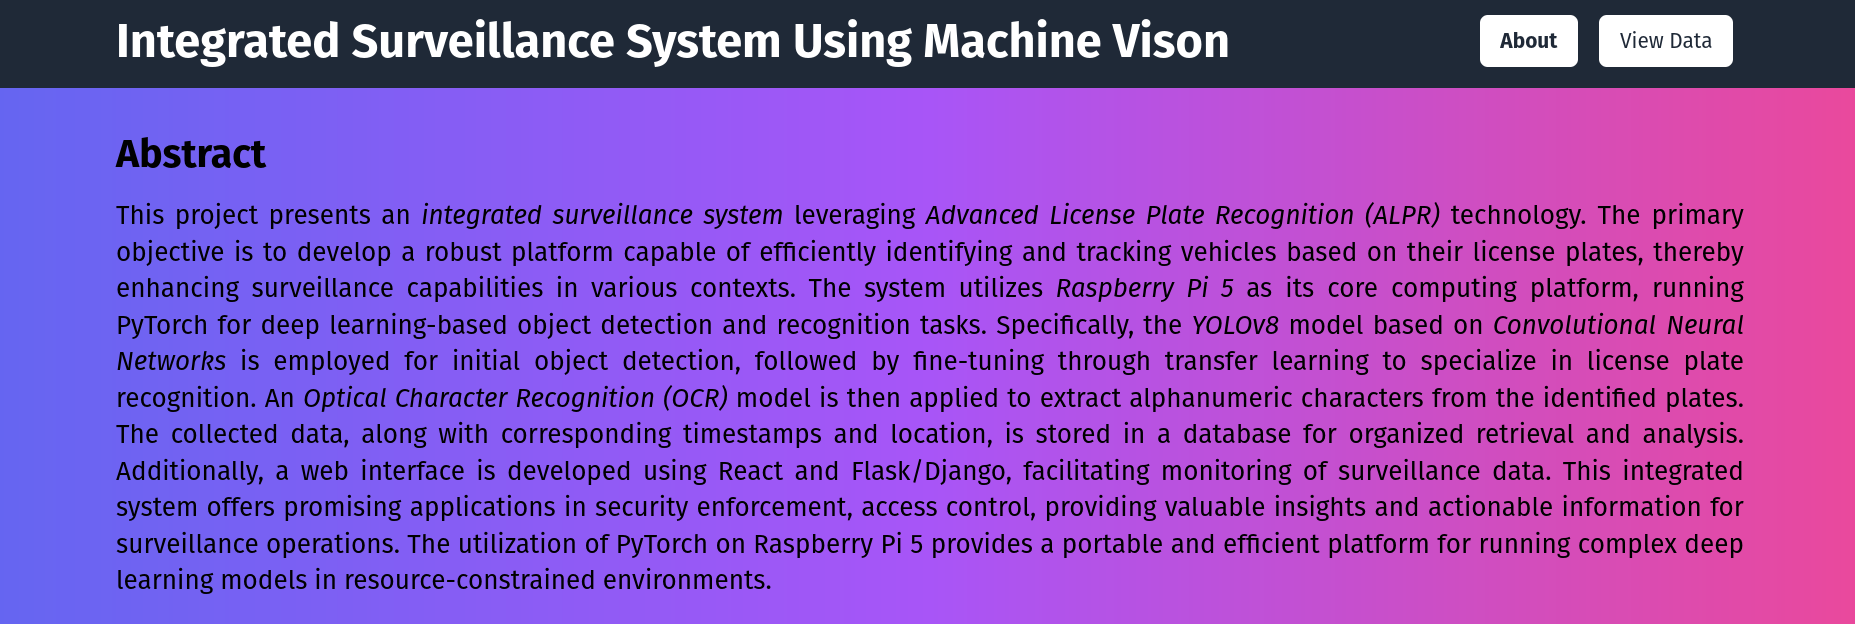 Integrated Surveillance System Using Machine Vison
About
View Data
Abstract
This project presents an integrated surveillance system leveraging Advanced License Plate Recognition (ALPR) technology. The primary
objective is to develop a robust platform capable of efficiently identifying and tracking vehicles based on their license plates, thereby
enhancing surveillance capabilities in various contexts. The system utilizes Raspberry Pi 5 as its core computing platform, running
PyTorch for deep learning-based object detection and recognition tasks. Specifically, the YOLOv8 model based on Convolutional Neural
Networks is employed for initial object detection, followed by fine-tuning through transfer learning to specialize in license plate
recognition. An Optical Character Recognition (OCR) model is then applied to extract alphanumeric characters from the identified plates.
The collected data, along with corresponding timestamps and location, is stored in a database for organized retrieval and analysis.
Additionally, a web interface is developed using React and Flask/Django, facilitating monitoring of surveillance data. This integrated
system offers promising applications in security enforcement, access control, providing valuable insights and actionable information for
surveillance operations. The utilization of PyTorch on Raspberry Pi 5 provides a portable and efficient platform for running complex deep
learning models in resource-constrained environments.